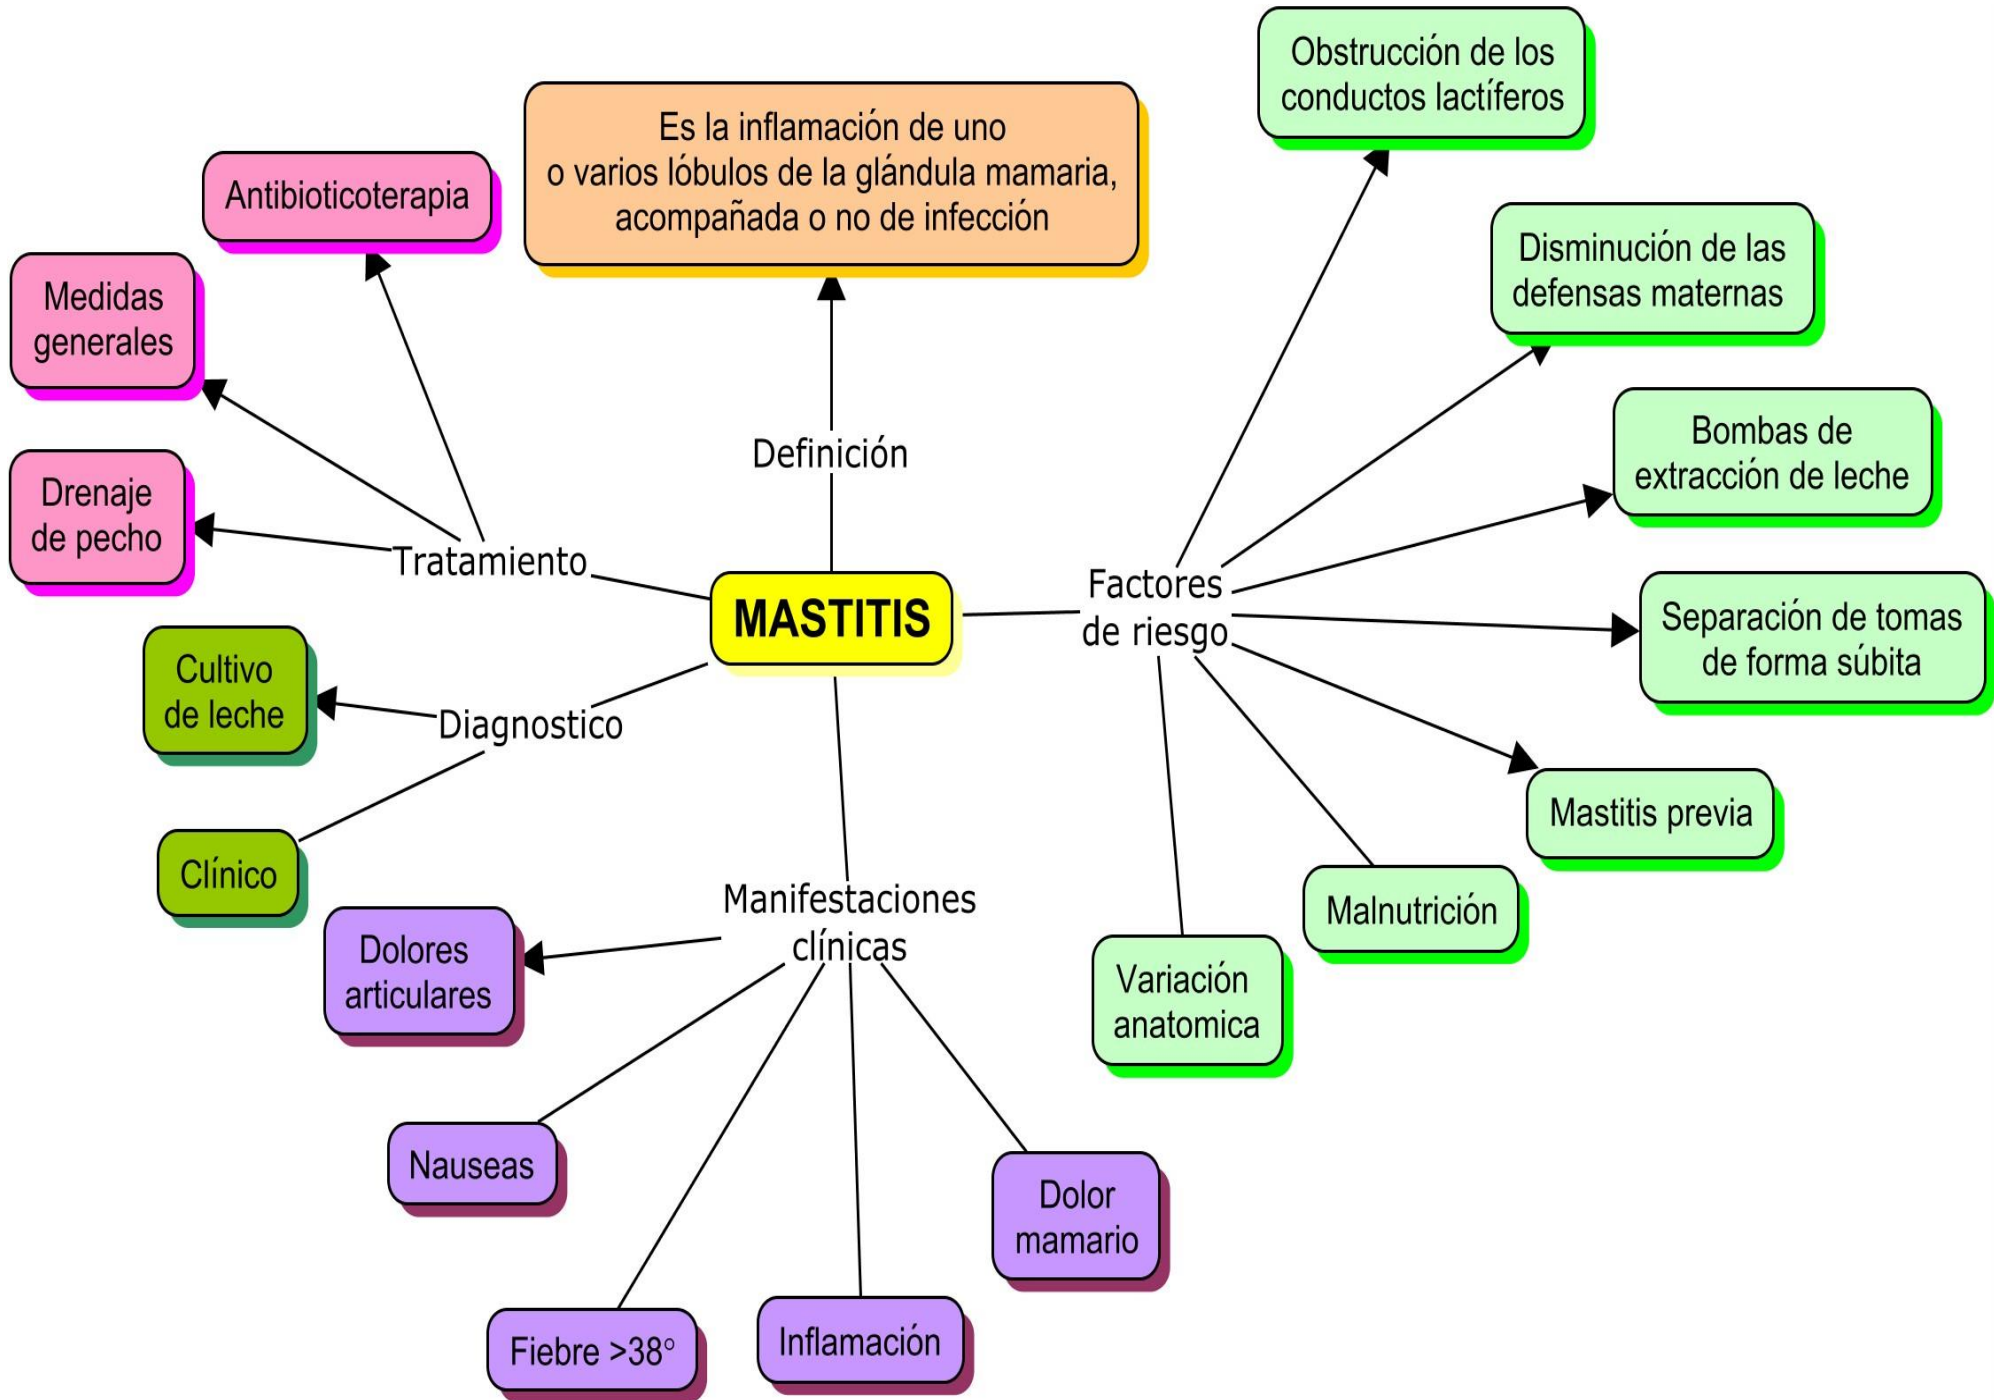 Obstrucción de los
conductos lactíferos
Es la inflamación de uno
o varios lóbulos de la glándula mamaria,
acompañada o no de infección
Antibioticoterapia
Medidas
generales
Disminución de las
defensas maternas
Bombas de
extracción de leche
Definición
Drenaje
de pecho
Tratamiento
MASTITIS
Factores
de riesgo
Separación de tomas
de forma súbita
Cultivo
de leche
Diagnostico
Mastitis previa
Clínico
Manifestaciones
clínicas
Malnutrición
Dolores
articulares
Variación
anatomica
Nauseas
Dolor
mamario
Fiebre >38°
Inflamación